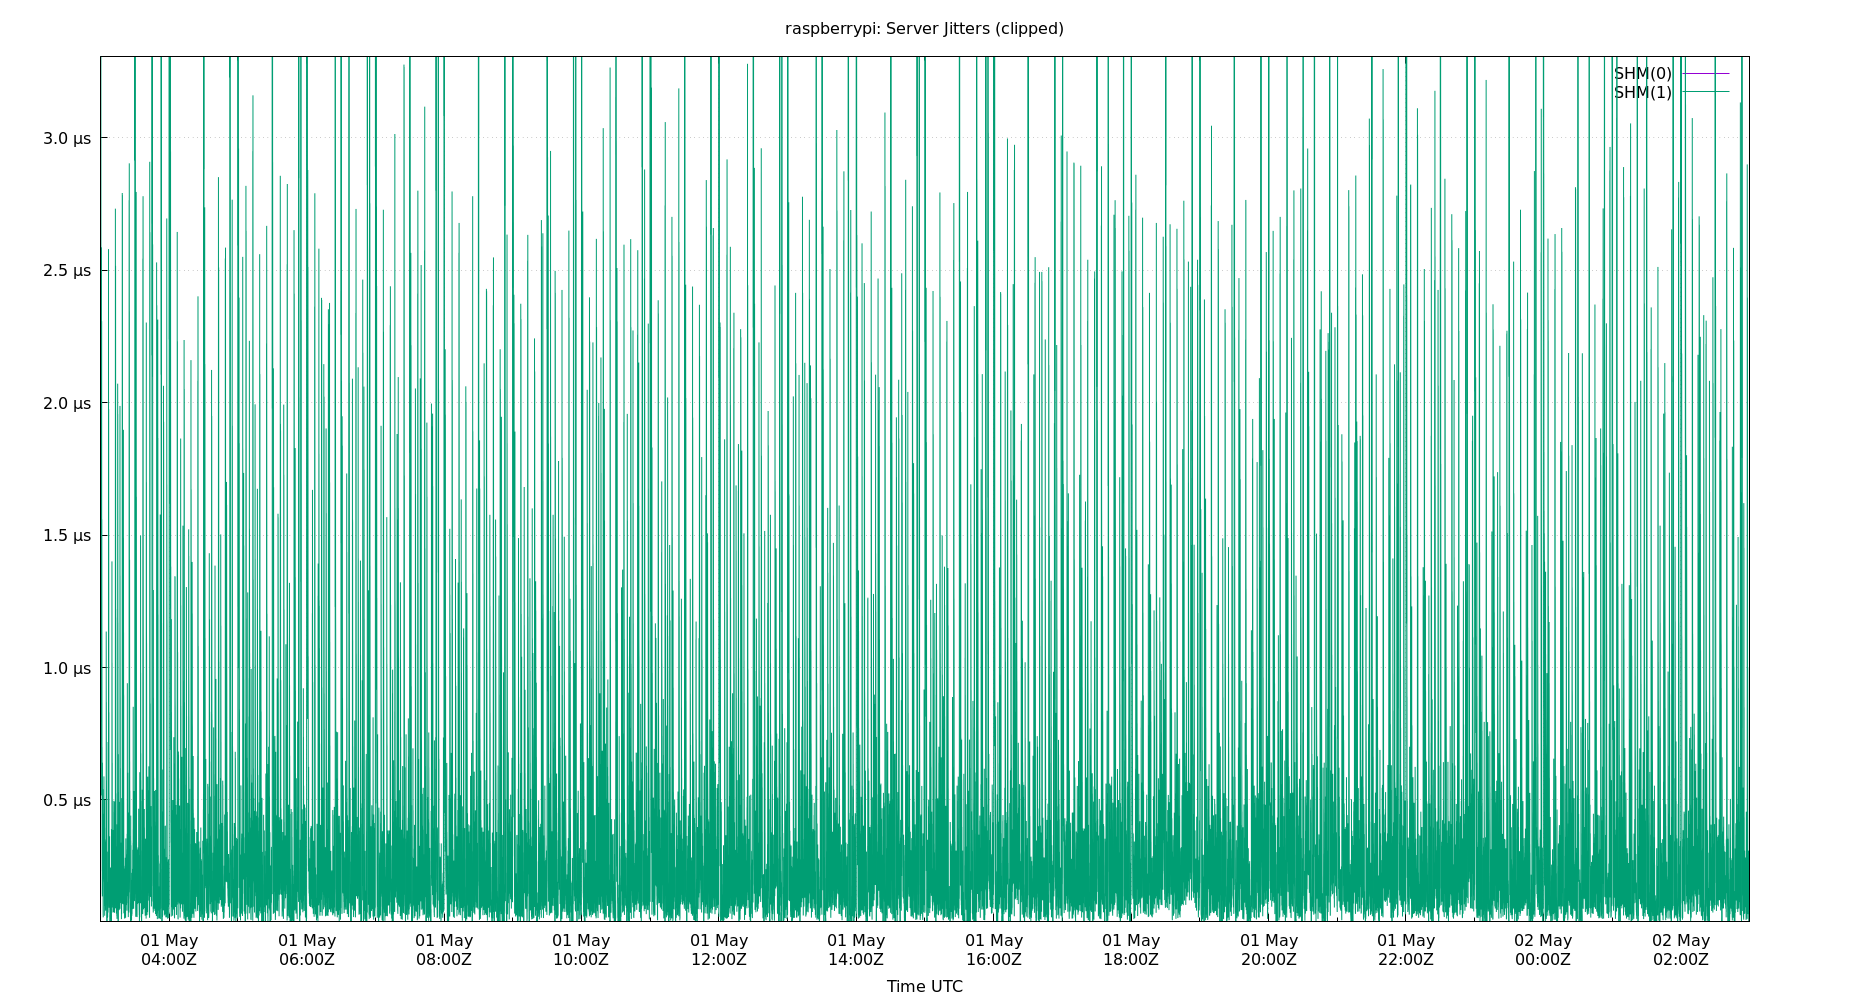 raspberrypi: Server Jitters (clipped)
SHM(0)
SHM(1)
3.0 µs
2.5 µs
2.0 µs
1.5 µs
1.0 µs
0.5 µs
01 May 01 May 01 May 01 May 01 May 01 May 01 May 01 May 01 May 01 May 02 May 02 May
04:00Z 06:00Z 08:00Z 10:00Z 12:00Z 14:00Z 16:00Z 18:00Z 20:00Z 22:00Z 00:00Z 02:00Z
Time UTC